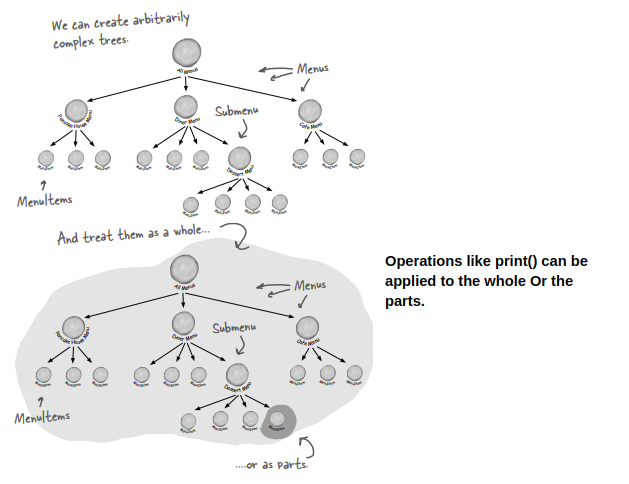 We can create arbitrarily
complex trees.
All Menus
Menus
Pancake House Menu
Diner Menu
Submenu
Cafe Menu
Dessert Menu
MenuItems
And treat them as a whole...
All Menus
Menus
Pancake House Menu
Diner Menu
Submenu
Cafe Menu
Dessert Menu
MenuItems
....or as parts.
Operations like print() can be
applied to the whole Or the
parts.